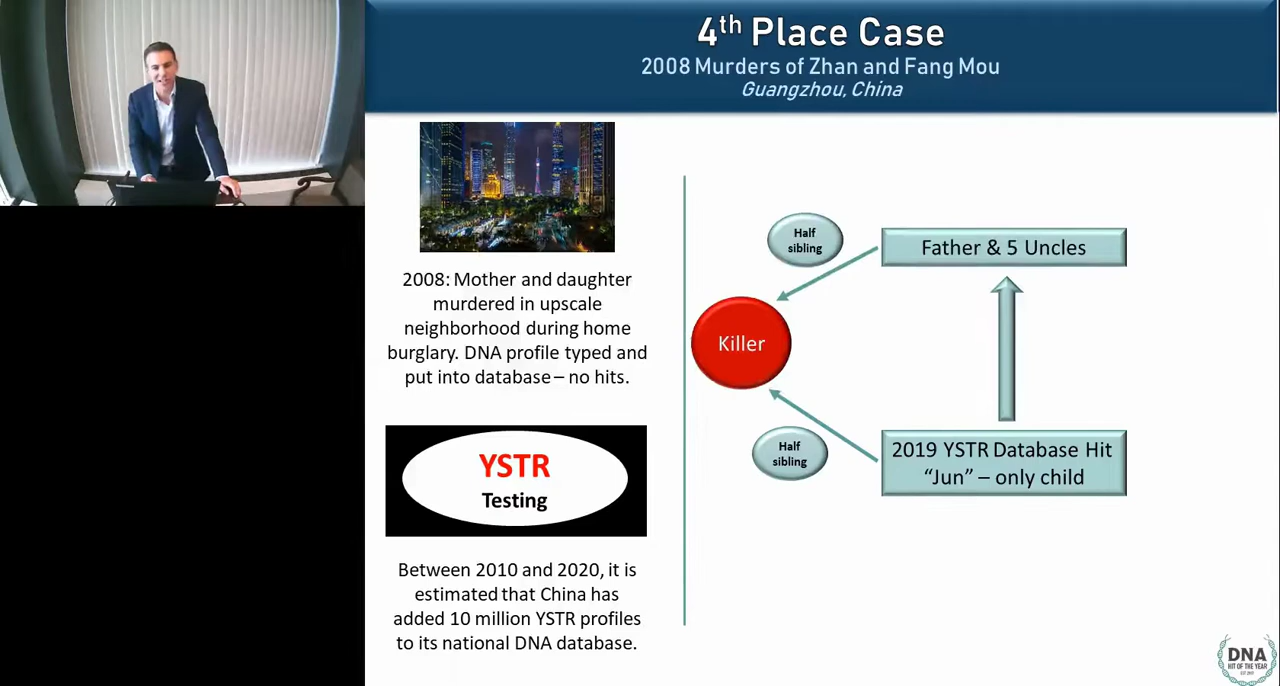 4th Place Case
2008 Murders of Zhan and Fang Mou
Guangzhou, China
2008: Mother and daughter
murdered in upscale
neighborhood during home
burglary. DNA profile typed and
put into database – no hits.
YSTR
Testing
Between 2010 and 2020, it is
estimated that China has
added 10 million YSTR profiles
to its national DNA database.
Half
sibling
Father & 5 Uncles
Killer
Half
sibling
2019 YSTR Database Hit
“Jun” – only child
DNA
HIT OF THE YEAR
EST 2017